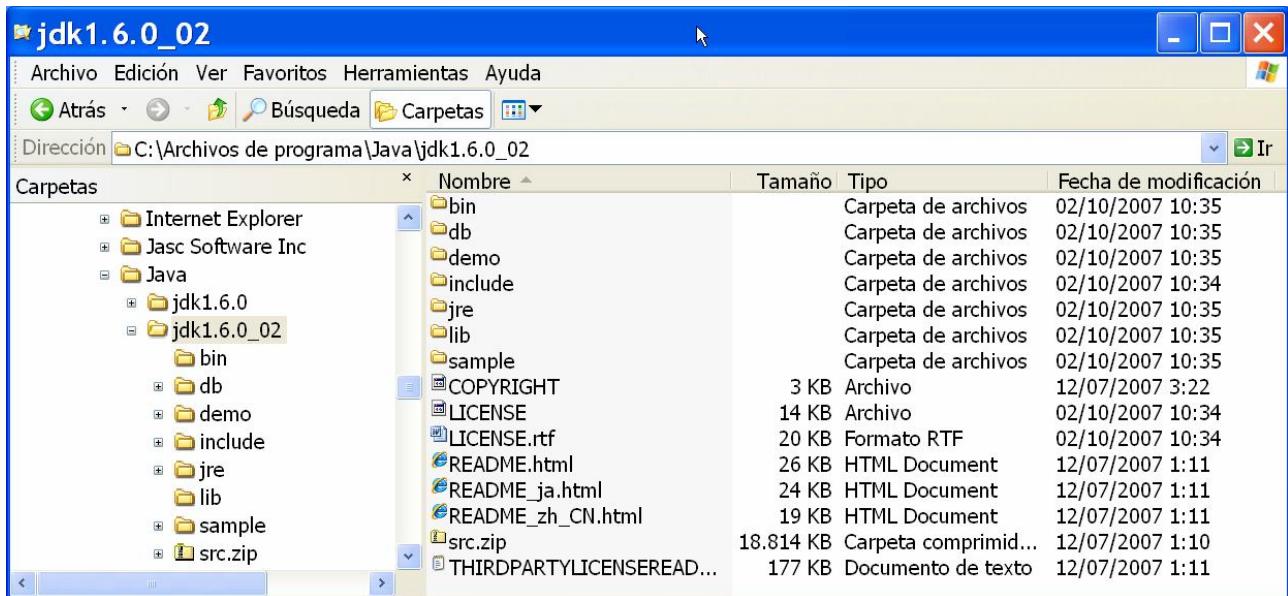 jdk1.6.0_02
Archivo Edición Ver Favoritos Herramientas Ayuda
Atrás Búsqueda Carpetas
Dirección C:\Archivos de programa\Java\jdk1.6.0_02 Ir
Carpetas
Internet Explorer
Jasc Software Inc
Java
jdk1.6.0
jdk1.6.0_02
bin
db
demo
include
jre
lib
sample
src.zip
Nombre Tamaño Tipo Fecha de modificación
bin Carpeta de archivos 02/10/2007 10:35
db Carpeta de archivos 02/10/2007 10:35
demo Carpeta de archivos 02/10/2007 10:35
include Carpeta de archivos 02/10/2007 10:34
jre Carpeta de archivos 02/10/2007 10:35
lib Carpeta de archivos 02/10/2007 10:35
sample Carpeta de archivos 02/10/2007 10:35
COPYRIGHT 3 KB Archivo 12/07/2007 3:22
LICENSE 14 KB Archivo 02/10/2007 10:34
LICENSE.rtf 20 KB Formato RTF 02/10/2007 10:34
README.html 26 KB HTML Document 12/07/2007 1:11
README_ja.html 24 KB HTML Document 12/07/2007 1:11
README_zh_CN.html 19 KB HTML Document 12/07/2007 1:11
src.zip 18.814 KB Carpeta comprimid... 12/07/2007 1:10
THIRDPARTYLICENSEREAD... 177 KB Documento de texto 12/07/2007 1:11